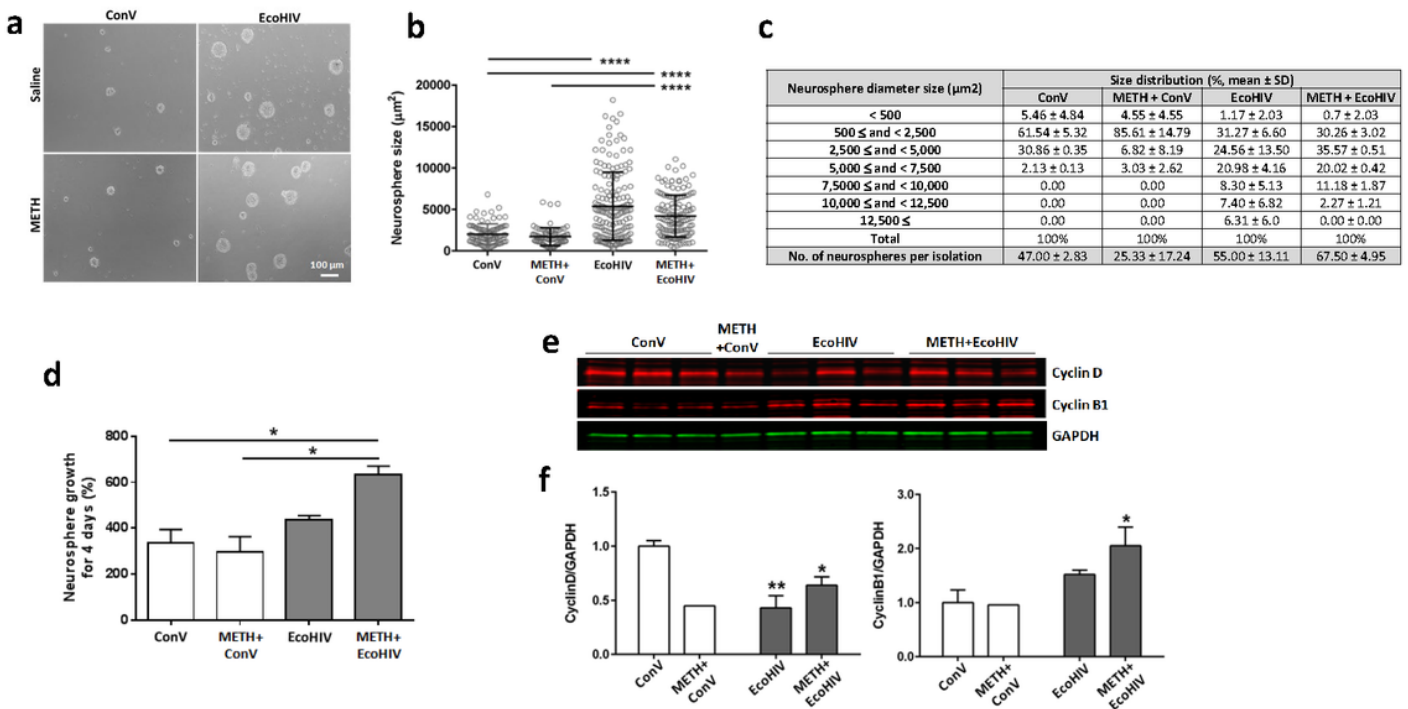 a
ConV
EcoHIV
Saline
METH
100 µm
b
****
****
****
Neurosphere size (µm²)
20000
15000
10000
5000
0
ConV
METH+
ConV
EcoHIV
METH+
EcoHIV
c
Neurosphere diameter size (µm2)
Size distribution (%, mean ± SD)
ConV METH + ConV EcoHIV METH + EcoHIV
< 500 5.46 ± 4.84 4.55 ± 4.55 1.17 ± 2.03 0.7 ± 2.03
500 ≤ and < 2,500 61.54 ± 5.32 85.61 ± 14.79 31.27 ± 6.60 30.26 ± 3.02
2,500 ≤ and < 5,000 30.86 ± 0.35 6.82 ± 8.19 24.56 ± 13.50 35.57 ± 0.51
5,000 ≤ and < 7,500 2.13 ± 0.13 3.03 ± 2.62 20.98 ± 4.16 20.02 ± 0.42
7,5000 ≤ and < 10,000 0.00 0.00 8.30 ± 5.13 11.18 ± 1.87
10,000 ≤ and < 12,500 0.00 0.00 7.40 ± 6.82 2.27 ± 1.21
12,500 ≤ 0.00 0.00 6.31 ± 6.0 0.00 ± 0.00
Total 100% 100% 100% 100%
No. of neurospheres per isolation 47.00 ± 2.83 25.33 ± 17.24 55.00 ± 13.11 67.50 ± 4.95
d
*
*
Neurosphere growth
for 4 days (%)
800
600
400
200
0
ConV
METH+
ConV
EcoHIV
METH+
EcoHIV
e
ConV
METH
+ConV
EcoHIV
METH+EcoHIV
Cyclin D
Cyclin B1
GAPDH
f
CyclinD/GAPDH
1.5
1.0
0.5
0.0
**
*
ConV
METH+
ConV
EcoHIV
METH+
EcoHIV
CyclinB1/GAPDH
3.0
2.0
1.0
0.0
*
ConV
METH+
ConV
EcoHIV
METH+
EcoHIV